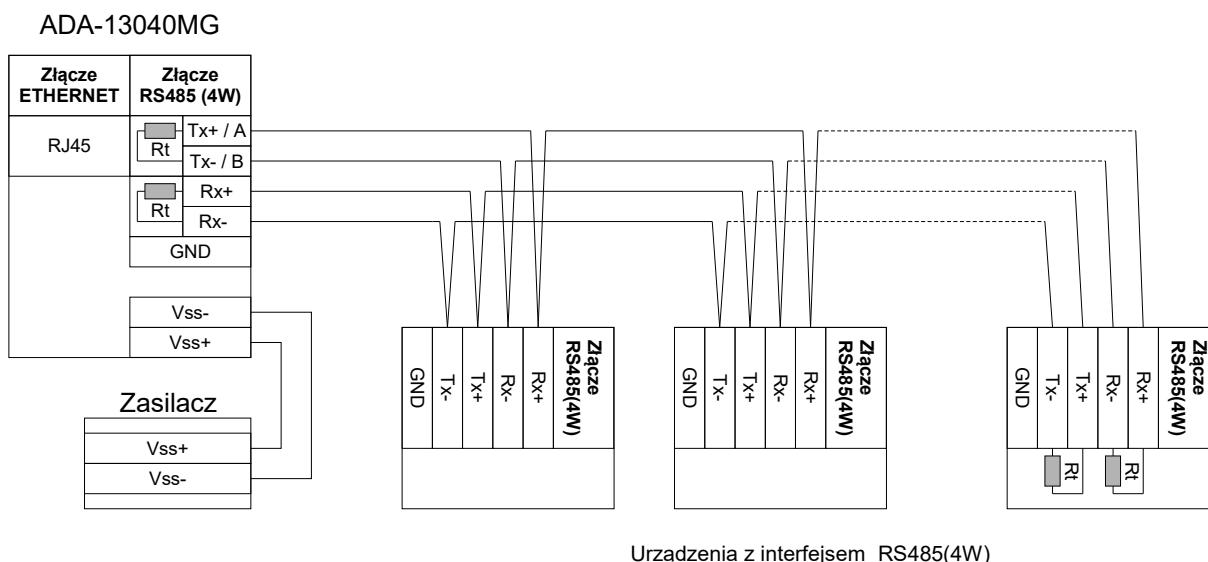 ADA-13040MG
Złącze
ETHERNET
Złącze
RS485 (4W)
RJ45
Rt
Tx+ / A
Tx- / B
Rt
Rx+
Rx-
GND
Vss-
Vss+
Zasilacz
Vss+
Vss-
GND
Tx-
Tx+
Rx-
Rx+
Złącze
RS485(4W)
GND
Tx-
Tx+
Rx-
Rx+
Złącze
RS485(4W)
GND
Tx-
Tx+
Rx-
Rx+
Złącze
RS485(4W)
Rt
Rt
Urządzenia z interfejsem RS485(4W)